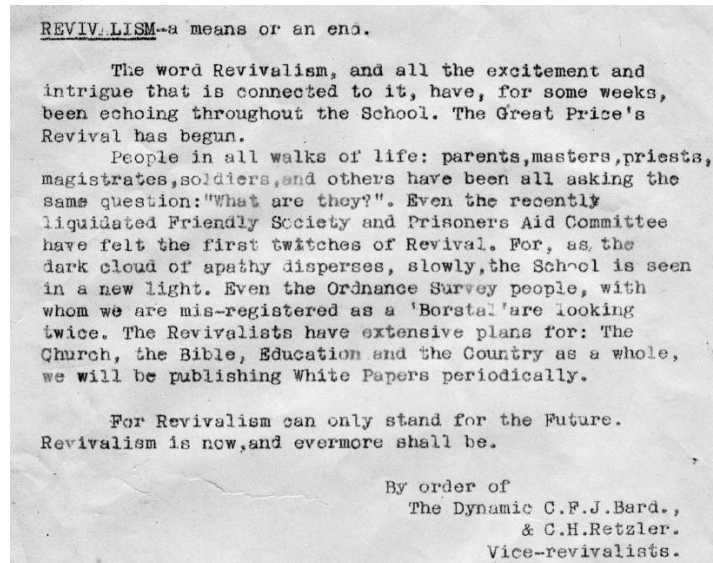 REVIVALISM--a means or an end.
The word Revivalism, and all the excitement and
intrigue that is connected to it, have, for some weeks,
been echoing throughout the School. The Great Price's
Revival has begun.
People in all walks of life: parents,masters,priests,
magistrates,soldiers,and others have been all asking the
same question:"What are they?". Even the recently
liquidated Friendly Society and Prisoners Aid Committee
have felt the first twitches of Revival. For, as, the
dark cloud of apathy disperses, slowly,the School is seen
in a new light. Even the Ordnance Survey people, with
whom we are mis-registered as a 'Borstal'are looking
twice. The Revivalists have extensive plans for: The
Church, the Bible, Education and the Country as a whole,
we will be publishing White Papers periodically.
For Revivalism can only stand for the Future.
Revivalism is now,and evermore shall be.
By order of
The Dynamic C.F.J.Bard.,
& C.H.Retzler.
Vice-revivalists.